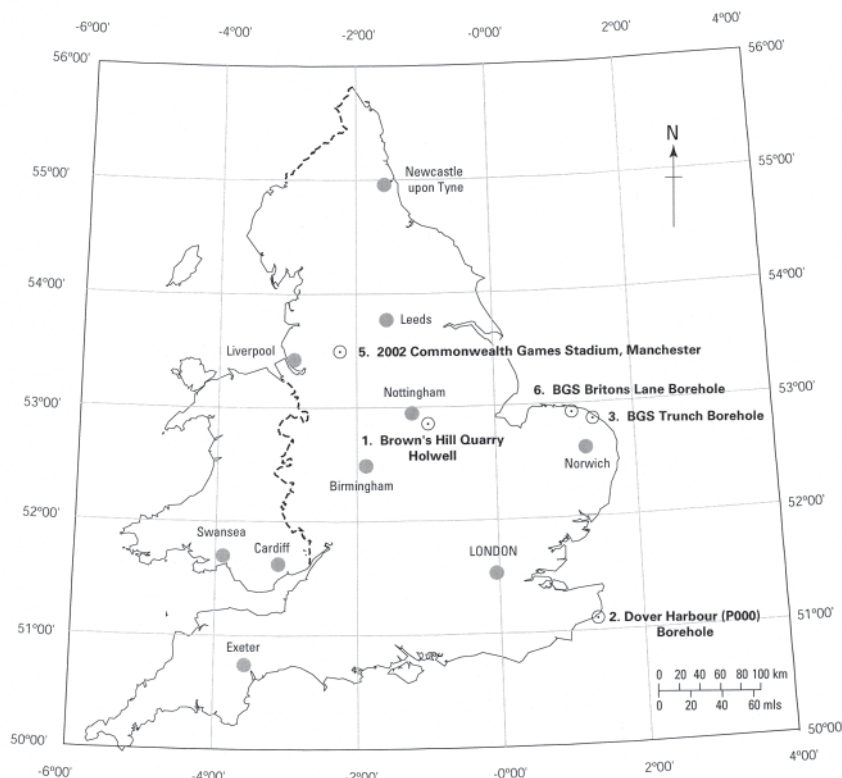 -6°00'
-4°00'
-2°00'
-0°00'
2°00'
4°00'
56°00'
56°00'
N
55°00'
Newcastle
upon Tyne
55°00'
54°00'
54°00'
Leeds
Liverpool
5. 2002 Commonwealth Games Stadium, Manchester
53°00'
Nottingham
6. BGS Britons Lane Borehole
53°00'
3. BGS Trunch Borehole
1. Brown's Hill Quarry
Holwell
Norwich
Birmingham
52°00'
52°00'
Swansea
Cardiff
LONDON
51°00'
51°00'
2. Dover Harbour (P000)
Borehole
Exeter
0 20 40 60 80 100 km
0 20 40 60 mls
50°00'
50°00'
-6°00'
-4°00'
-2°00'
-0°00'
2°00'
4°00'